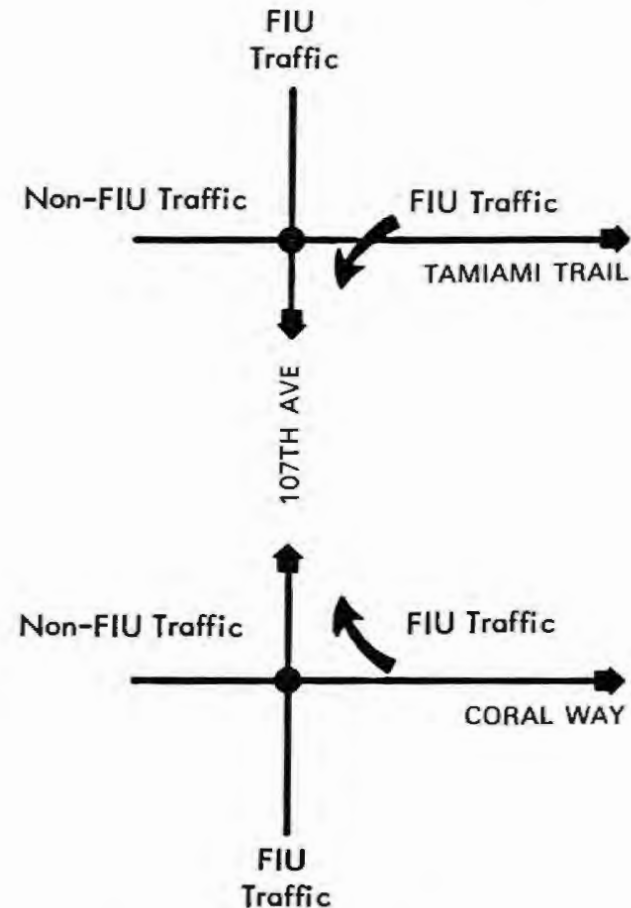 FIU
Traffic
Non-FIU Traffic
FIU Traffic
TAMIAMI TRAIL
107TH AVE
Non-FIU Traffic
FIU Traffic
CORAL WAY
FIU
Traffic